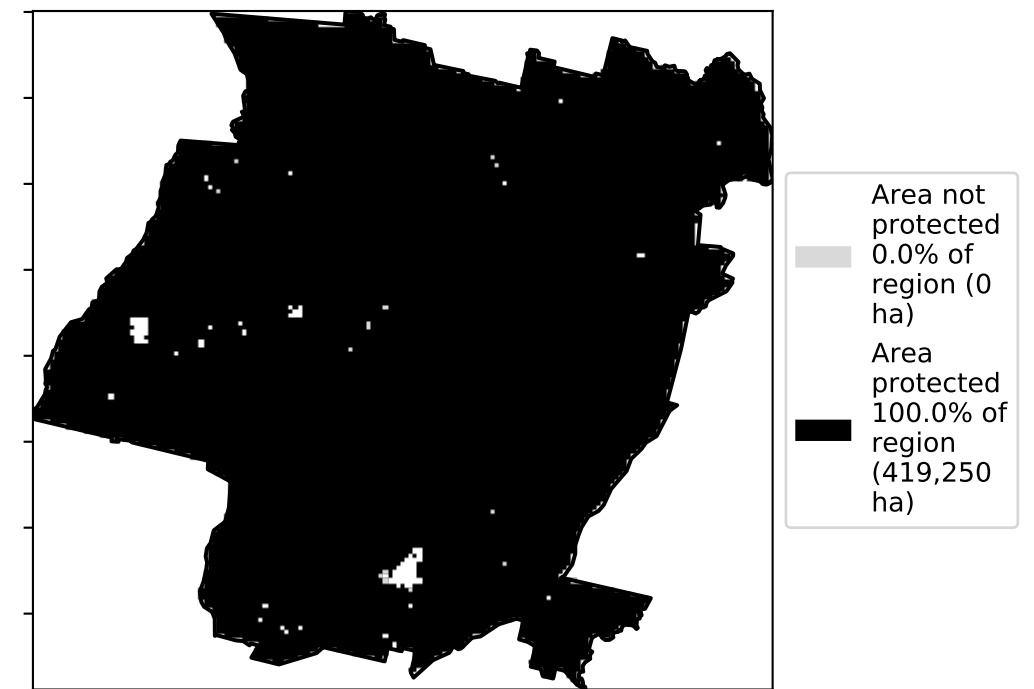 Area not
protected
0.0% of
region (0
ha)
Area
protected
100.0% of
region
(419,250
ha)